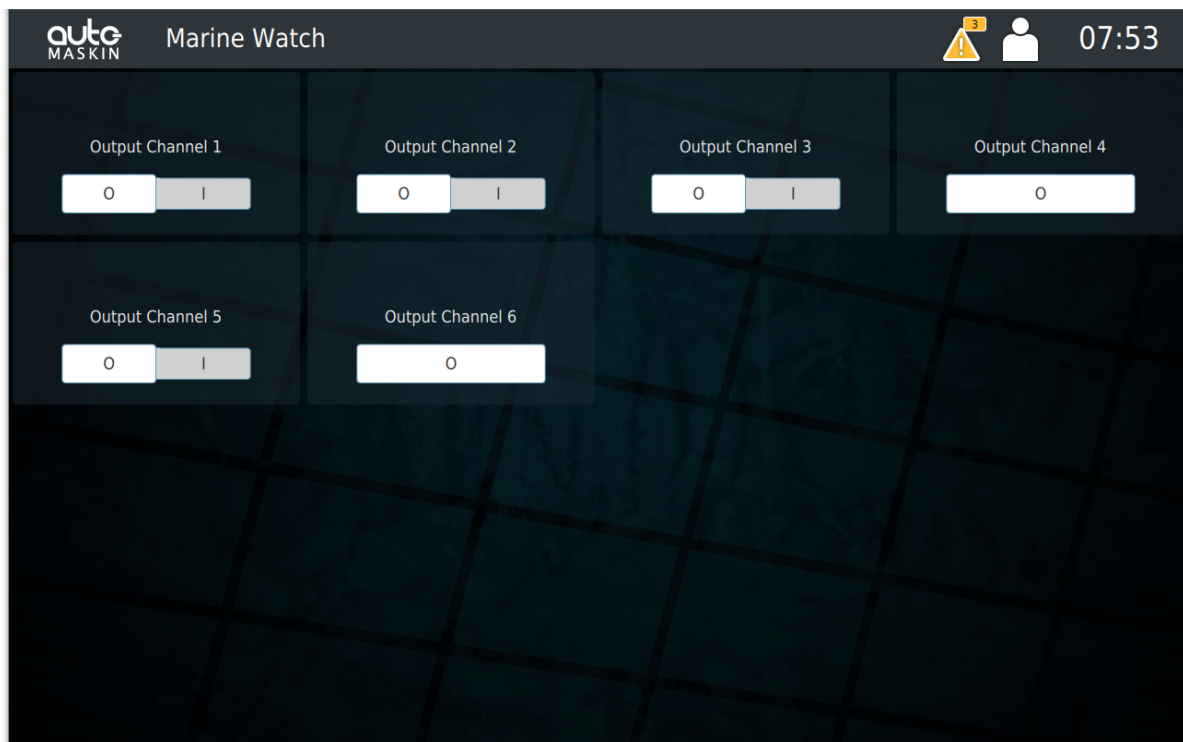 auto
MASKIN
Marine Watch
3
07:53
Output Channel 1
Output Channel 2
Output Channel 3
Output Channel 4
O I
O I
O I
O
Output Channel 5
Output Channel 6
O I
O